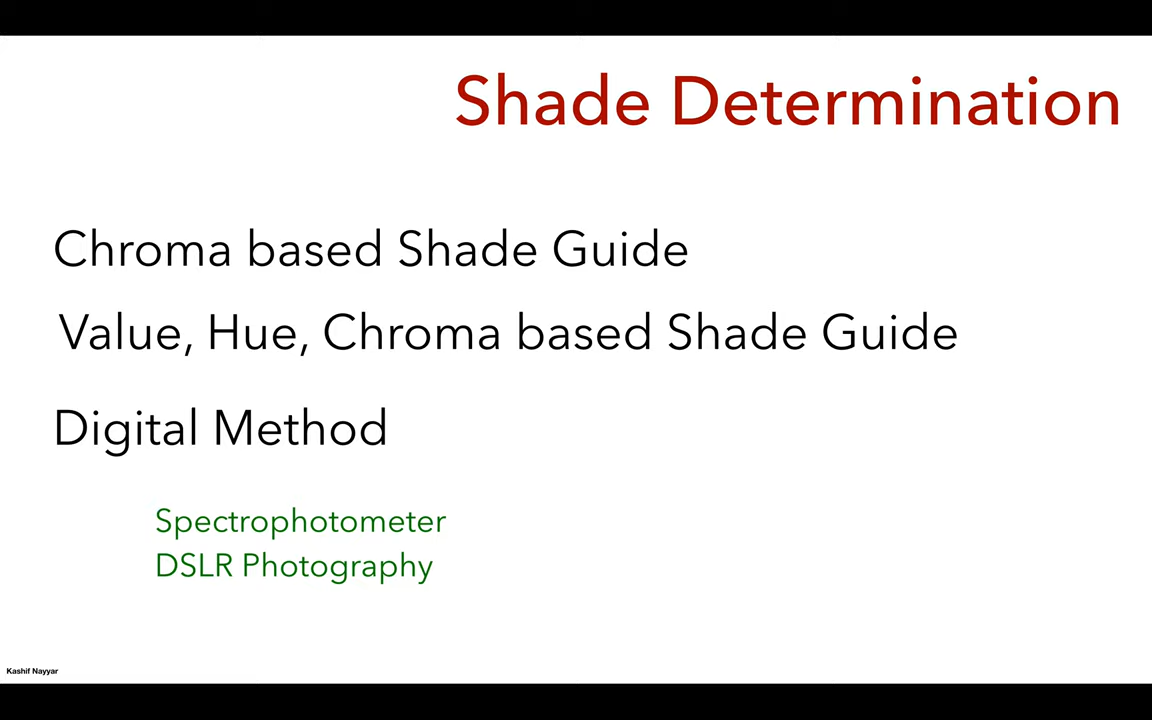 Shade Determination
Chroma based Shade Guide
Value, Hue, Chroma based Shade Guide
Digital Method
Spectrophotometer
DSLR Photography
Kashif Nayyar